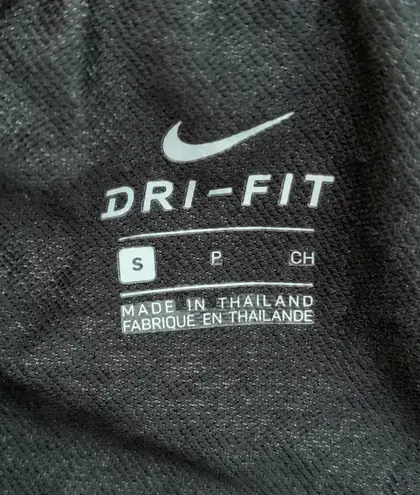 DRI-FIT
S P CH
MADE IN THAILAND
FABRIQUE EN THAILANDE